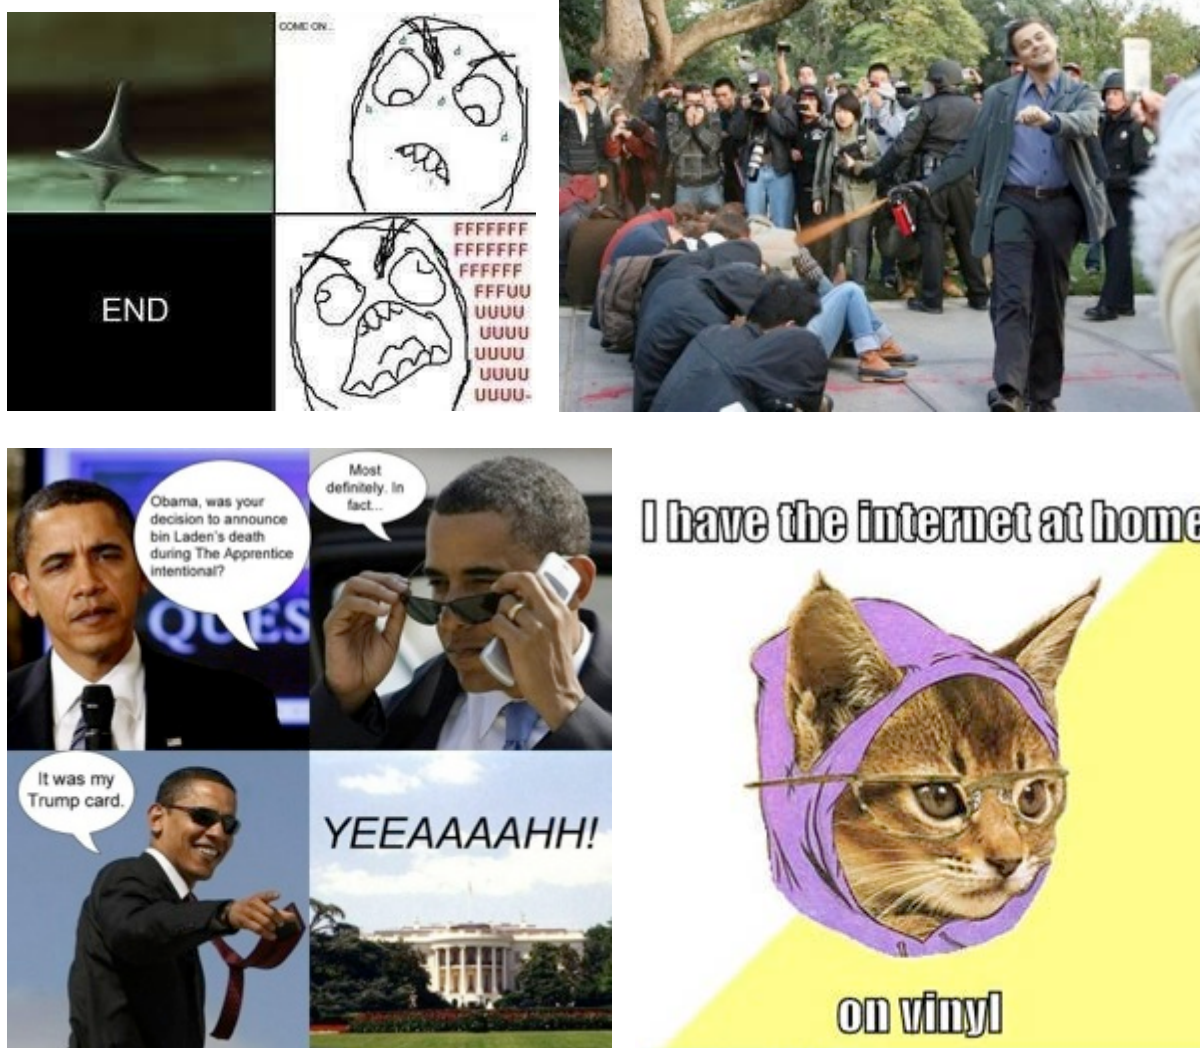 COME ON...
END
FFFFFFF
FFFFFFF
FFFFFF
FFFUU
UUUU
UUUU
UUUU
UUUU
UUUU-
Obama, was your
decision to announce
bin Laden's death
during The Apprentice
intentional?
QUES
Most
definitely. In
fact...
It was my
Trump card.
YEEAAAAHH!
I have the internet at home
on vinyl